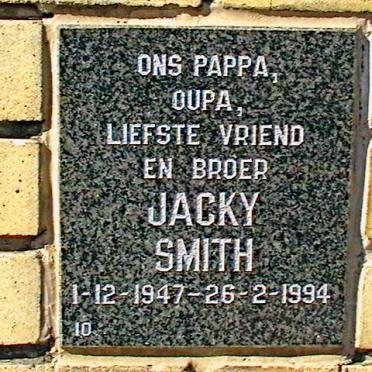 ONS PAPPA,
OUPA,
LIEFSTE VRIEND
EN BROER
JACKY
SMITH
1-12-1947-26-2-1994
10